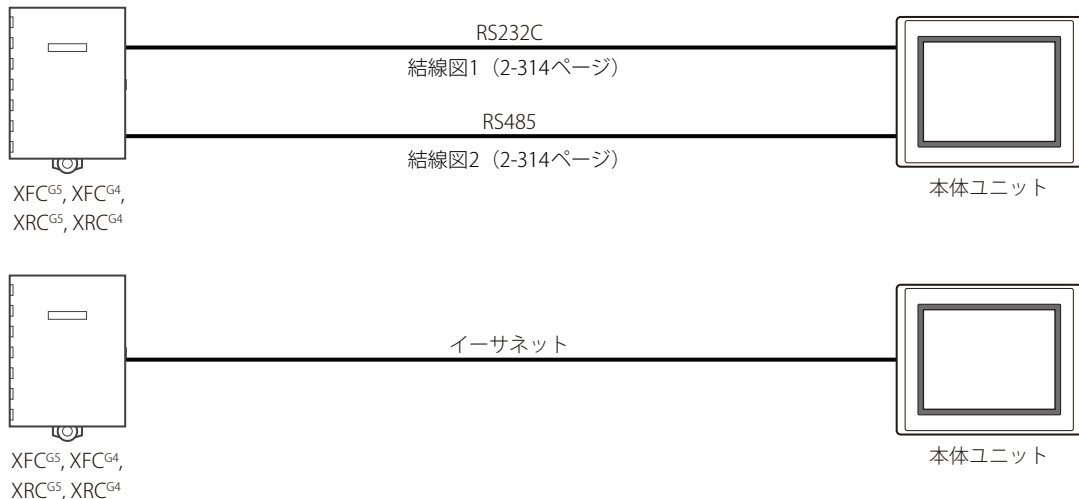 RS232C
結線図1（2-314ページ）
RS485
結線図2（2-314ページ）
XFCG5, XFCG4,
XRCG5, XRCG4
本体ユニット
イーサネット
XFCG5, XFCG4,
XRCG5, XRCG4
本体ユニット